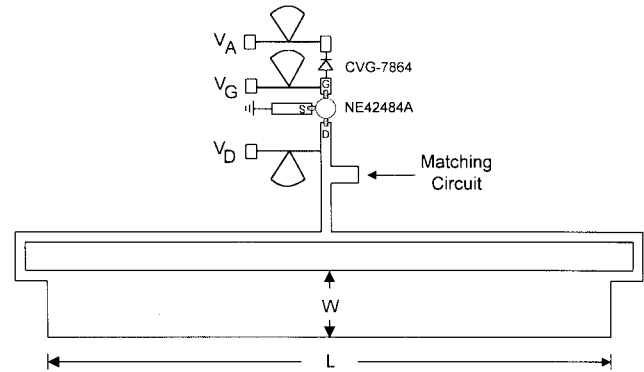 V_A
CVG-7864
G
V_G
S
NE42484A
D
V_D
Matching
Circuit
W
L